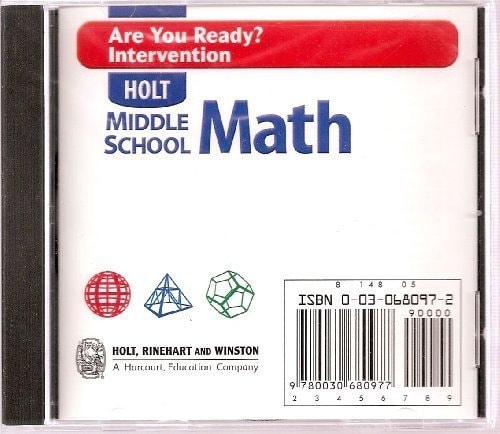 Are You Ready?
Intervention
HOLT
MIDDLE
SCHOOL Math
8 148 05
ISBN 0-03-068097-2
90000
HOLT, RINEHART AND WINSTON
A Harcourt Education Company
9 780030 680977
2 3 4 5 6 7 8 9